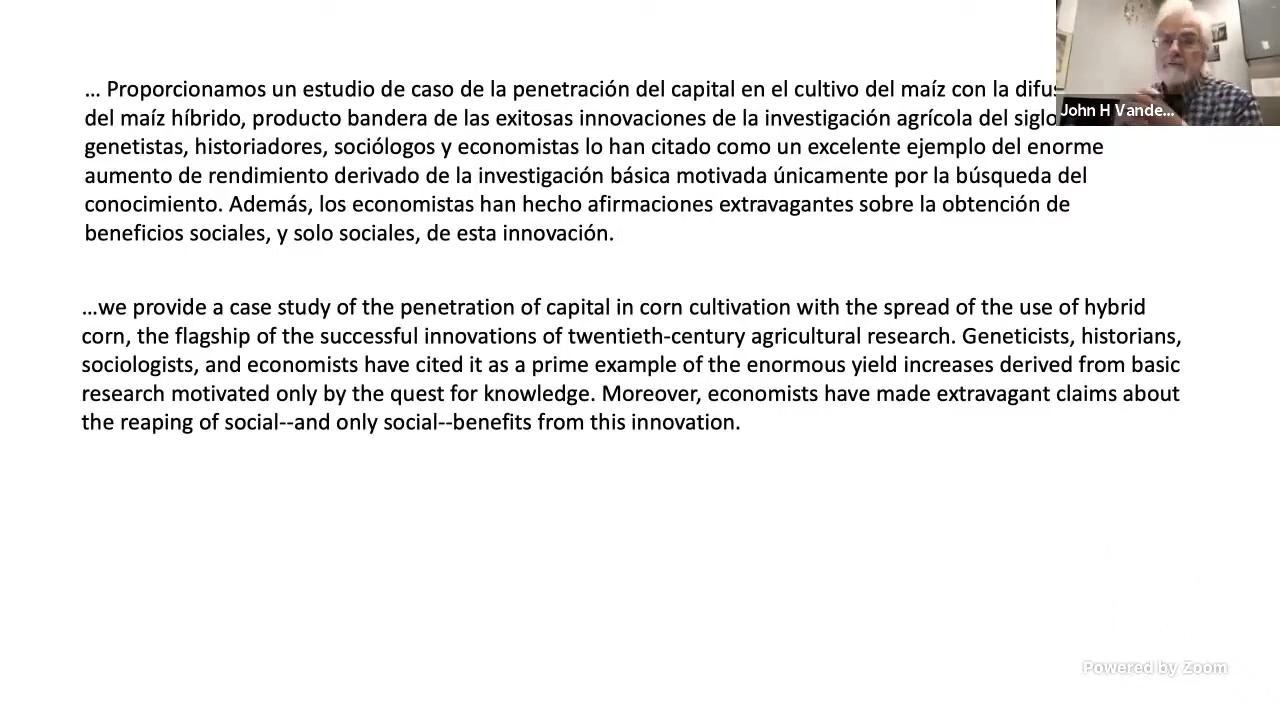 ... Proporcionamos un estudio de caso de la penetración del capital en el cultivo del maíz con la
del maíz híbrido, producto bandera de las exitosas innovaciones de la investigación agrícola del siglo
genetistas, historiadores, sociólogos y economistas lo han citado como un excelente ejemplo del enorme
aumento de rendimiento derivado de la investigación básica motivada únicamente por la búsqueda del
conocimiento. Además, los economistas han hecho afirmaciones extravagantes sobre la obtención de
beneficios sociales, y solo sociales, de esta innovación.
...we provide a case study of the penetration of capital in corn cultivation with the spread of the use of hybrid
corn, the flagship of the successful innovations of twentieth-century agricultural research. Geneticists, historians,
sociologists, and economists have cited it as a prime example of the enormous yield increases derived from basic
research motivated only by the quest for knowledge. Moreover, economists have made extravagant claims about
the reaping of social--and only social--benefits from this innovation.
John H Vande...
Powered by Zoom